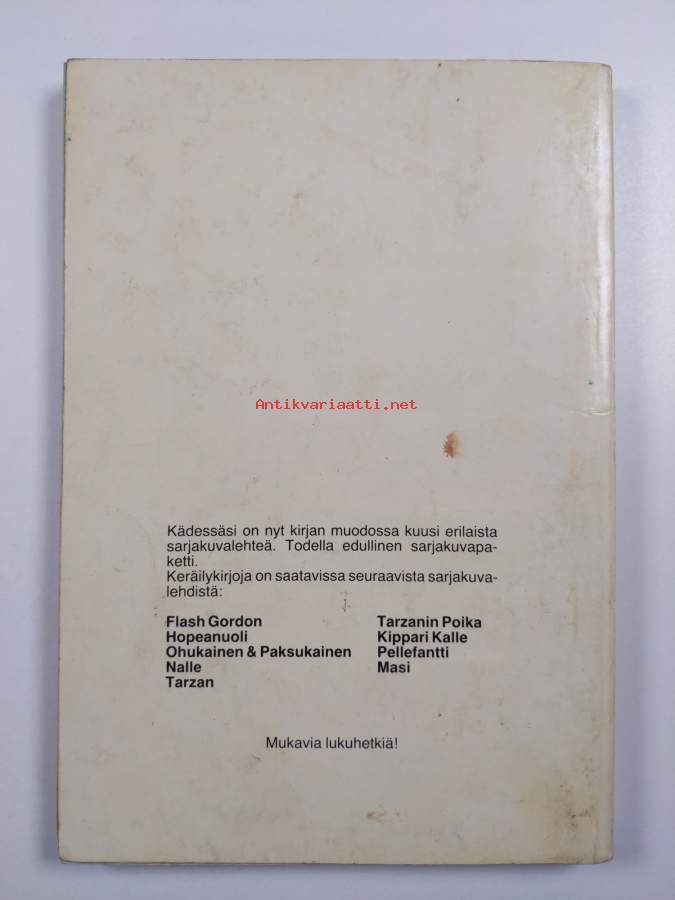 Antikvariaatti.net
Kädessäsi on nyt kirjan muodossa kuusi erilaista
sarjakuvalehteä. Todella edullinen sarjakuvapa-
ketti.
Keräilykirjoja on saatavissa seuraavista sarjakuva-
lehdistä:
Flash Gordon
Hopeanuoli
Ohukainen & Paksukainen
Nalle
Tarzan
Tarzanin Poika
Kippari Kalle
Pellefantti
Masi
Mukavia lukuhetkiä!